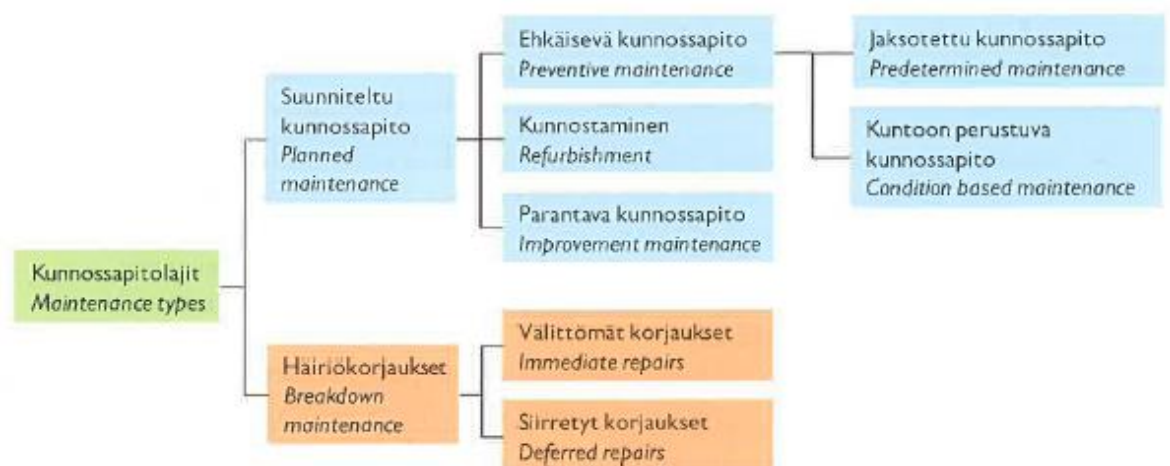 Kunnossapitolajit
Maintenance types
Suunniteltu
kunnossapito
Planned
maintenance
Ehkäisevä kunnossapito
Preventive maintenance
Jaksotettu kunnossapito
Predetermined maintenance
Kuntoon perustuva
kunnossapito
Condition based maintenance
Kunnostaminen
Refurbishment
Parantava kunnossapito
Improvement maintenance
Häiriökorjaukset
Breakdown
maintenance
Välittömät korjaukset
Immediate repairs
Siirretyt korjaukset
Deferred repairs